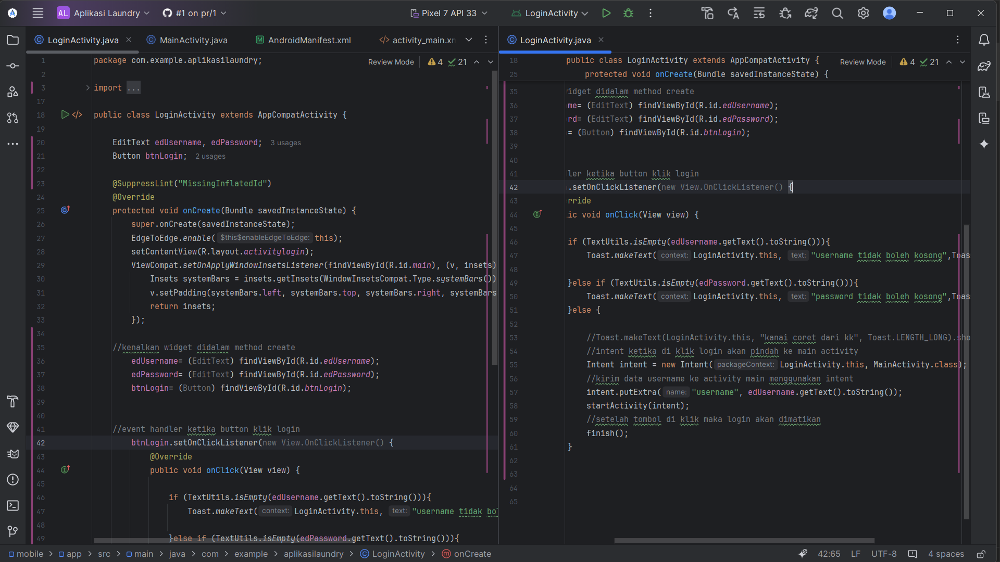 AL Aplikasi Laundry #1 on pr/1 Pixel 7 API 33 LoginActivity
LoginActivity.java MainActivity.java AndroidManifest.xml activity_main.xm
1 package com.example.aplikasilaundry; Review Mode 4 21
2
3 import ...
17
18 public class LoginActivity extends AppCompatActivity {
19
20 EditText edUsername, edPassword; 3 usages
21 Button btnLogin; 2 usages
22
23 @SuppressLint("MissingInflatedId")
24 @Override
25 protected void onCreate(Bundle savedInstanceState) {
26 super.onCreate(savedInstanceState);
27 EdgeToEdge.enable( $this$enableEdgeToEdge: this);
28 setContentView(R.layout.activitylogin);
29 ViewCompat.setOnApplyWindowInsetsListener(findViewById(R.id.main), (v, insets)
30 Insets systemBars = insets.getInsets(WindowInsetsCompat.Type.systemBars())
31 v.setPadding(systemBars.left, systemBars.top, systemBars.right, systemBars
32 return insets;
33 });
34
35 //kenalkan widget didalam method create
36 edUsername= (EditText) findViewById(R.id.edUsername);
37 edPassword= (EditText) findViewById(R.id.edPassword);
38 btnLogin= (Button) findViewById(R.id.btnLogin);
39
40
41 //event handler ketika button klik login
42 btnLogin.setOnClickListener(new View.OnClickListener() {
43 @Override
44 public void onClick(View view) {
45
46 if (TextUtils.isEmpty(edUsername.getText().toString())){
47 Toast.makeText( context: LoginActivity.this, text: "username tidak bo
48
49 }else if (TextUtils.isEmpty(edPassword.getText().toString())){
LoginActivity.java
18 public class LoginActivity extends AppCompatActivity { Review Mode 4 21
25 protected void onCreate(Bundle savedInstanceState) {
35 widget didalam method create
36 me= (EditText) findViewById(R.id.edUsername);
37 rd= (EditText) findViewById(R.id.edPassword);
38 = (Button) findViewById(R.id.btnLogin);
39
40
41 ler ketika button klik login
42 .setOnClickListener(new View.OnClickListener() {
43 rride
44 ic void onClick(View view) {
45
46 if (TextUtils.isEmpty(edUsername.getText().toString())){
47 Toast.makeText( context: LoginActivity.this, text: "username tidak boleh kosong",Toas
48
49 }else if (TextUtils.isEmpty(edPassword.getText().toString())){
50 Toast.makeText( context: LoginActivity.this, text: "password tidak boleh kosong",Toas
51 }else {
52
53 //Toast.makeText(LoginActivity.this, "kanai coret dari kk", Toast.LENGTH_LONG).sho
54 //intent ketika di klik login akan pindah ke main activity
55 Intent intent = new Intent( packageContext: LoginActivity.this, MainActivity.class);
56 //kirim data username ke activity main menggunakan intent
57 intent.putExtra( name: "username", edUsername.getText().toString());
58 startActivity(intent);
59 //setelah tombol di klik maka login akan dimatikan
60 finish();
61 }
62
63
64
65
mobile > app > src > main > java > com > example > aplikasilaundry > LoginActivity > onCreate 42:65 LF UTF-8 4 spaces